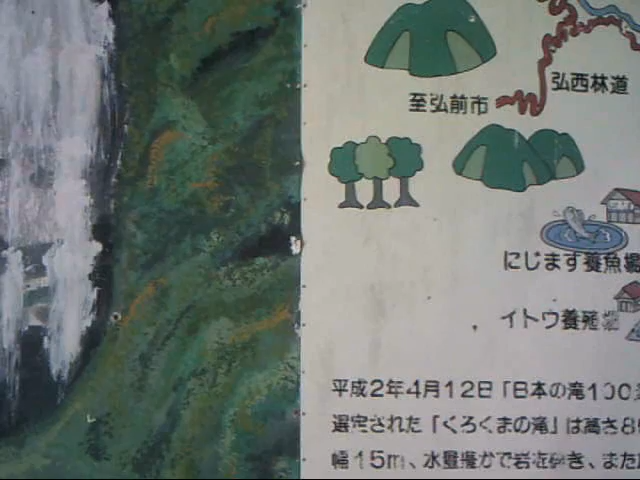 弘西林道
至弘前市
にじます養魚場
イトウ養殖
平成2年4月12日「日本の滝100
選定された「くろくまの滝」は高さ8
幅15m、水量豊かで岩を砕き、また